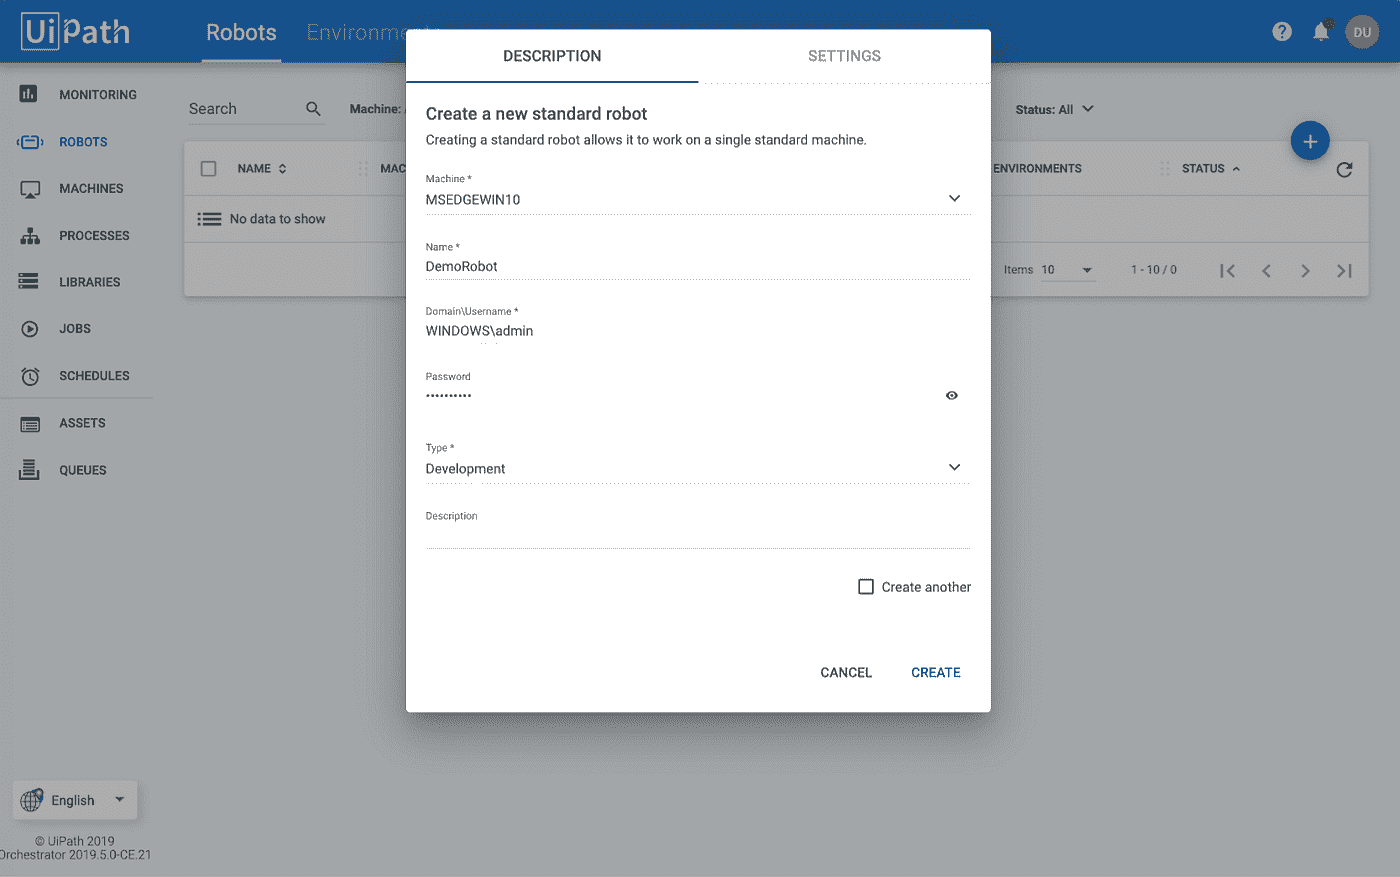 UiPath
Robots
Environme
DU
MONITORING
ROBOTS
MACHINES
PROCESSES
LIBRARIES
JOBS
SCHEDULES
ASSETS
QUEUES
Search
Machine:
Status: All
NAME
MAC
ENVIRONMENTS
STATUS
No data to show
Items 10
1 - 10 / 0
DESCRIPTION
SETTINGS
Create a new standard robot
Creating a standard robot allows it to work on a single standard machine.
Machine *
MSEDGEWIN10
Name *
DemoRobot
Domain\Username *
WINDOWS\admin
Password
••••••••••
Type *
Development
Description
Create another
CANCEL
CREATE
English
© UiPath 2019
Orchestrator 2019.5.0-CE.21